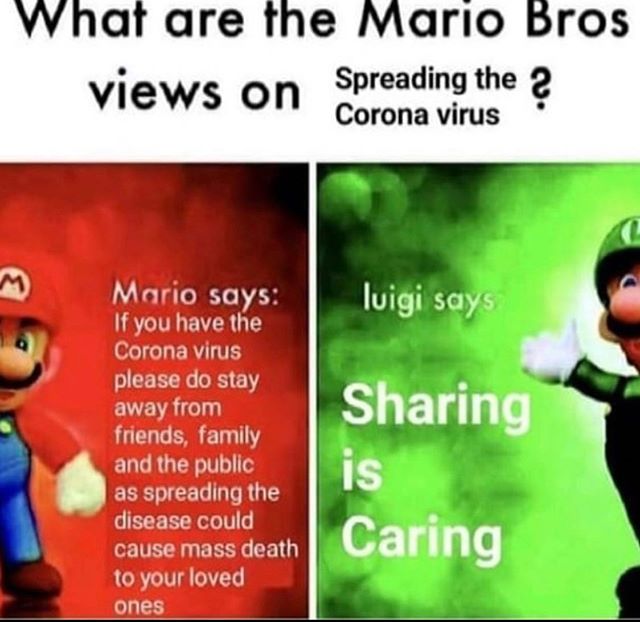 What are the Mario Bros
views on Spreading the ?
Corona virus
M
Mario says:
If you have the
Corona virus
please do stay
away from
friends, family
and the public
as spreading the
disease could
cause mass death
to your loved
ones
luigi says:
Sharing
is
Caring
L